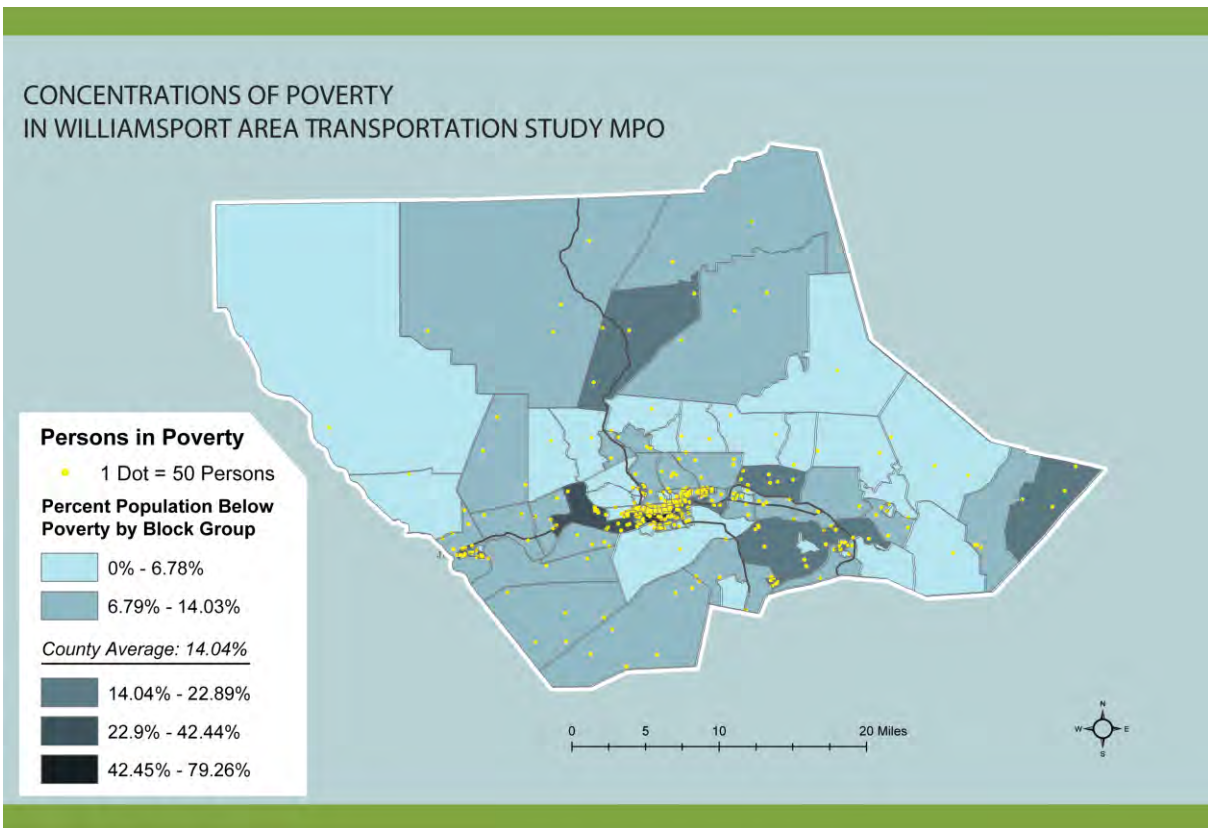 CONCENTRATIONS OF POVERTY
IN WILLIAMSPORT AREA TRANSPORTATION STUDY MPO
Persons in Poverty
1 Dot = 50 Persons
Percent Population Below
Poverty by Block Group
0% - 6.78%
6.79% - 14.03%
County Average: 14.04%
14.04% - 22.89%
22.9% - 42.44%
42.45% - 79.26%
0 5 10 20 Miles
N
W E
S